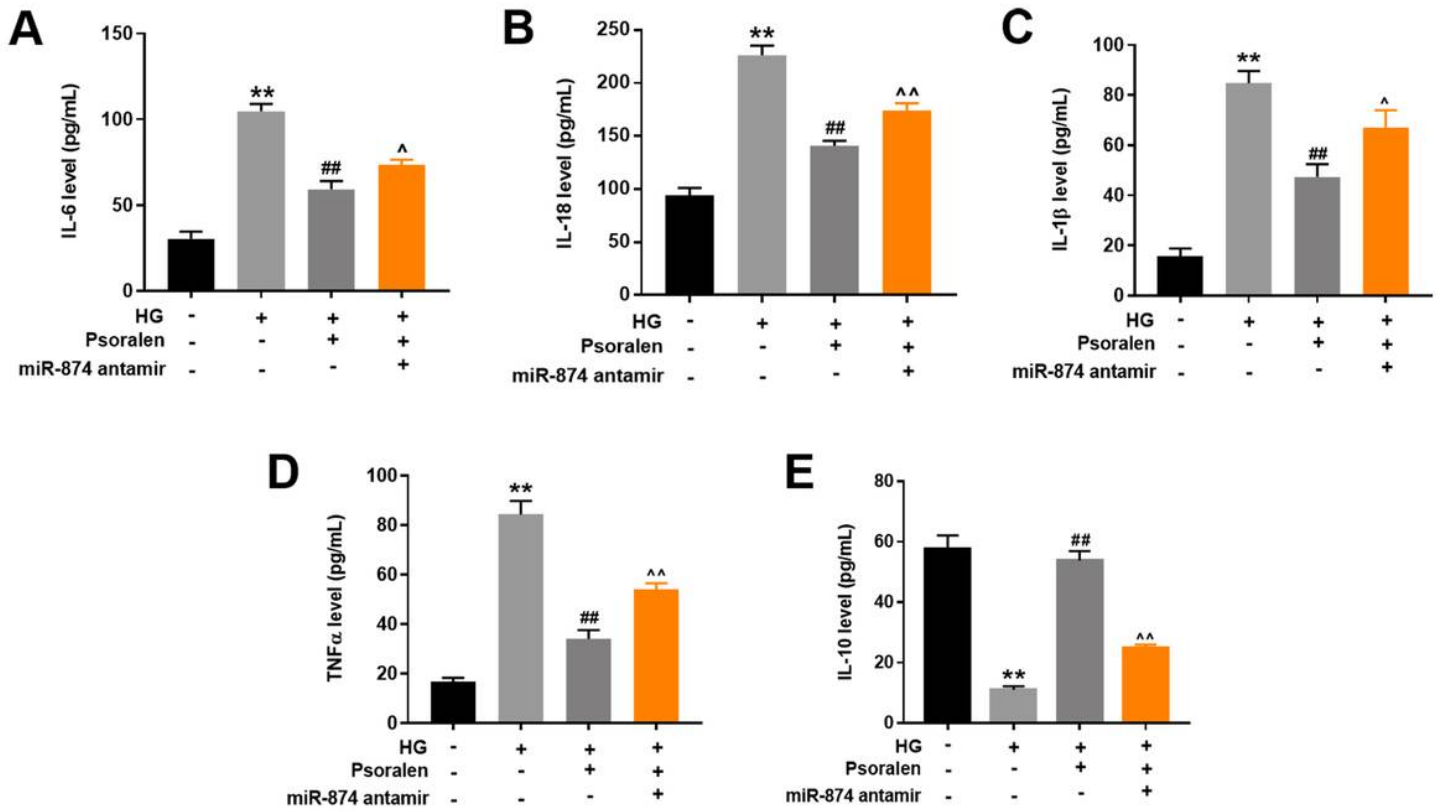 A
IL-6 level (pg/mL)
150
100
50
0
**
##
^
HG - + + +
Psoralen - - + +
miR-874 antamir - - - +
B
IL-18 level (pg/mL)
250
200
150
100
50
0
**
##
^^
HG - + + +
Psoralen - - + +
miR-874 antamir - - - +
C
IL-1β level (pg/mL)
100
80
60
40
20
0
**
##
^
HG - + + +
Psoralen - - + +
miR-874 antamir - - - +
D
TNFα level (pg/mL)
100
80
60
40
20
0
**
##
^^
HG - + + +
Psoralen - - + +
miR-874 antamir - - - +
E
IL-10 level (pg/mL)
80
60
40
20
0
**
##
^^
HG - + + +
Psoralen - - + +
miR-874 antamir - - - +